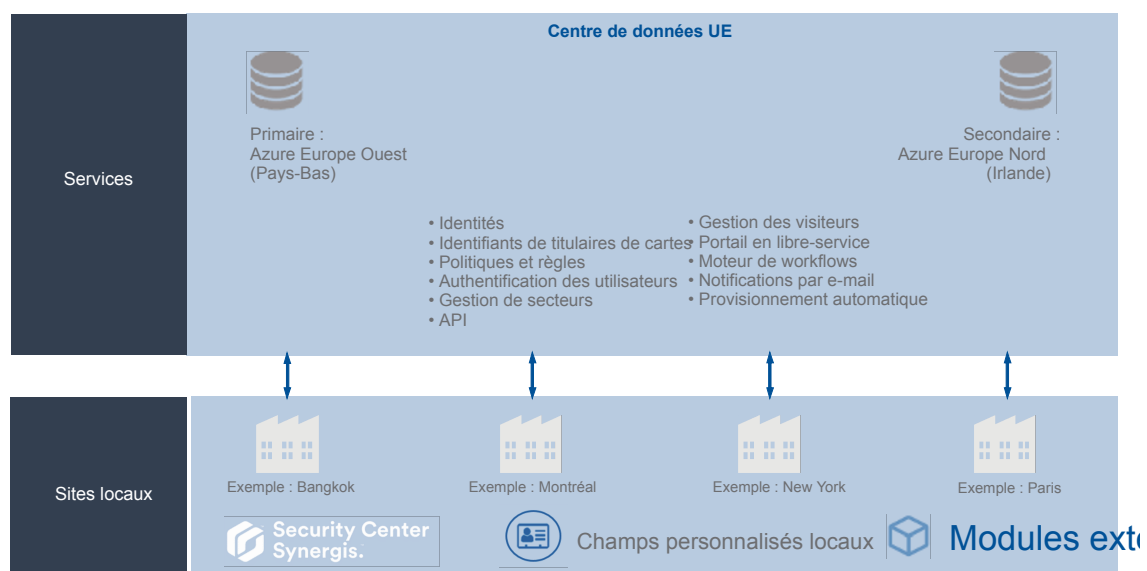 Centre de données UE
Services
Primaire :
Azure Europe Ouest
(Pays-Bas)
Secondaire :
Azure Europe Nord
(Irlande)
• Identités
• Identifiants de titulaires de cartes
• Politiques et règles
• Authentification des utilisateurs
• Gestion de secteurs
• API
• Gestion des visiteurs
• Portail en libre-service
• Moteur de workflows
• Notifications par e-mail
• Provisionnement automatique
Sites locaux
Exemple : Bangkok
Exemple : Montréal
Exemple : New York
Exemple : Paris
Security Center
Synergis.
Champs personnalisés locaux
Modules